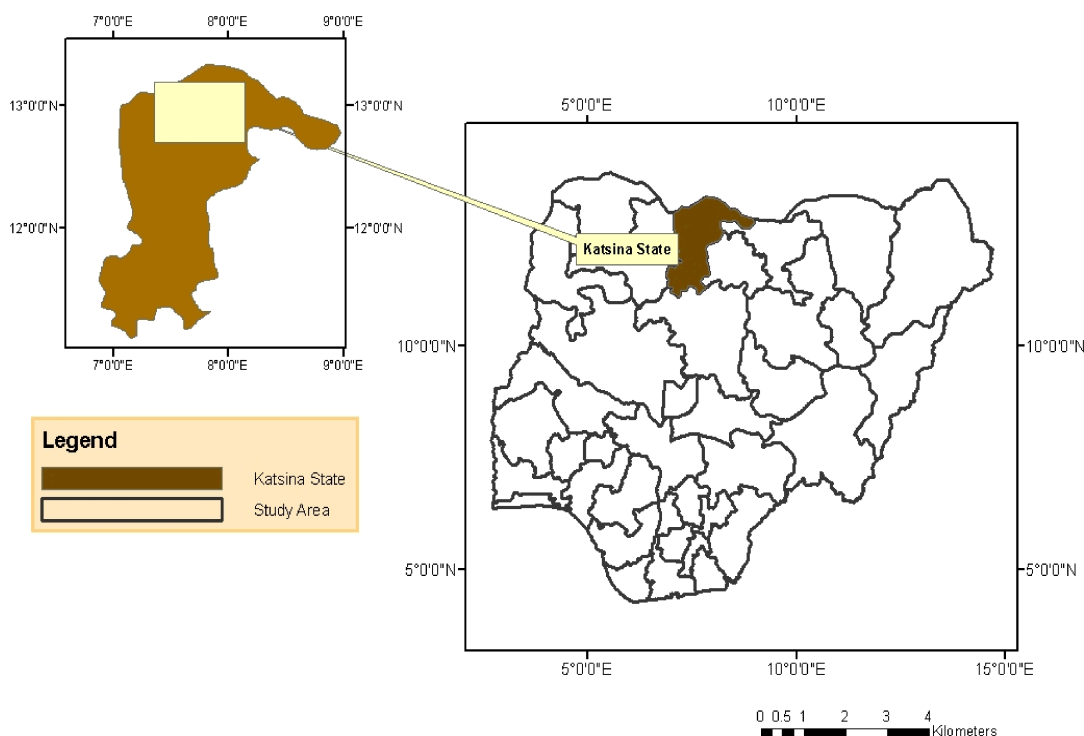 7°0'0"E 8°0'0"E 9°0'0"E
13°0'0"N 13°0'0"N
12°0'0"N 12°0'0"N
7°0'0"E 8°0'0"E 9°0'0"E
Legend
Katsina State
Study Area
5°0'0"E 10°0'0"E
Katsina State
10°0'0"N 10°0'0"N
5°0'0"N 5°0'0"N
5°0'0"E 10°0'0"E 15°0'0"E
0 0.5 1 2 3 4
Kilometers